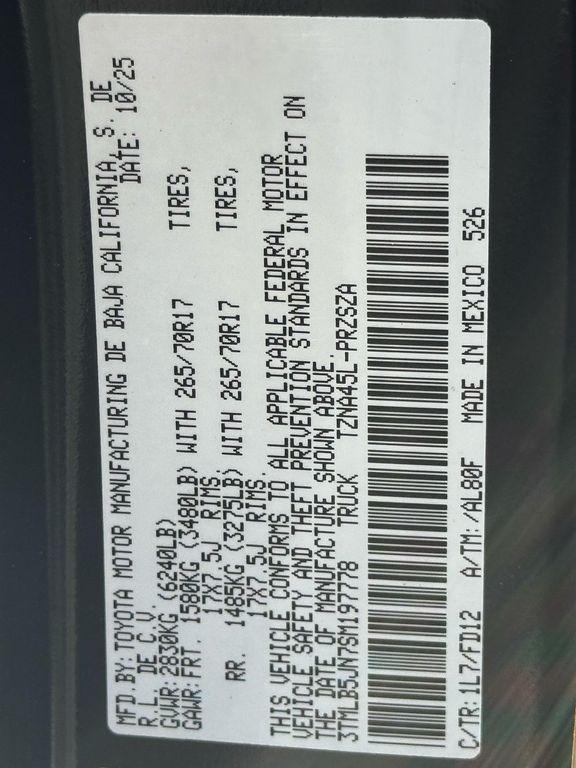 MFD.BY:TOYOTA MOTOR MANUFACTURING DE BAJA CALIFORNIA, S. DE
R.L. DE C.V. DATE: 10/25
GVWR:2830KG (6240LB)
GAWR:FRT. 1580KG (3480LB) WITH 265/70R17 TIRES,
17X7.5J RIMS.
RR. 1485KG (3275LB) WITH 265/70R17 TIRES,
17X7.5J RIMS.
THIS VEHICLE CONFORMS TO ALL APPLICABLE FEDERAL MOTOR
VEHICLE SAFETY AND THEFT PREVENTION STANDARDS IN EFFECT ON
THE DATE OF MANUFACTURE SHOWN ABOVE.
3TMLB5JN7SM197778 TRUCK TZNA45L-PRZSZA
C/TR:1L7/FD12 A/TM:/AL80F MADE IN MEXICO 526